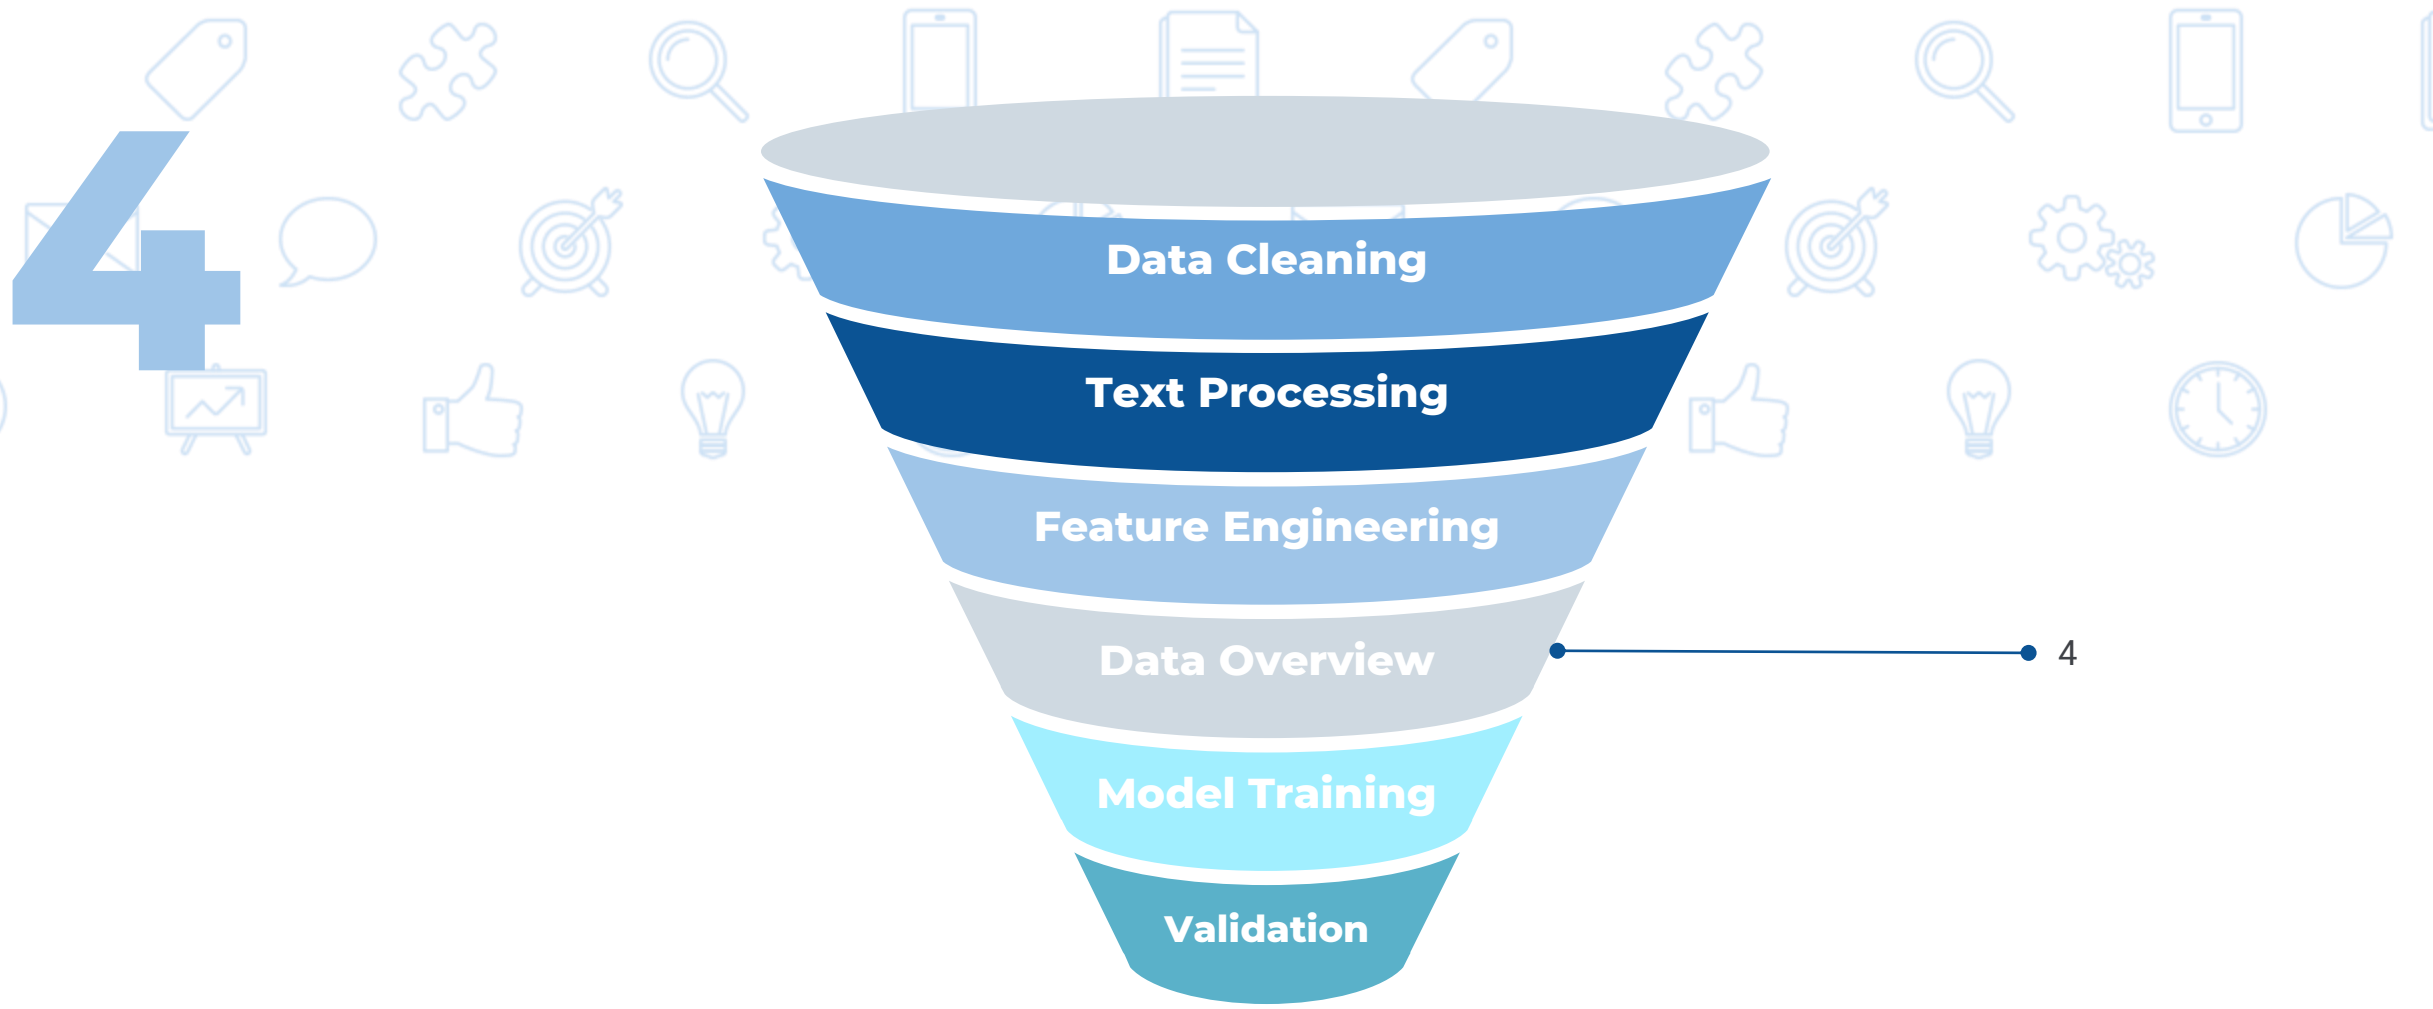 4
Data Cleaning
Text Processing
Feature Engineering
Data Overview
4
Model Training
Validation